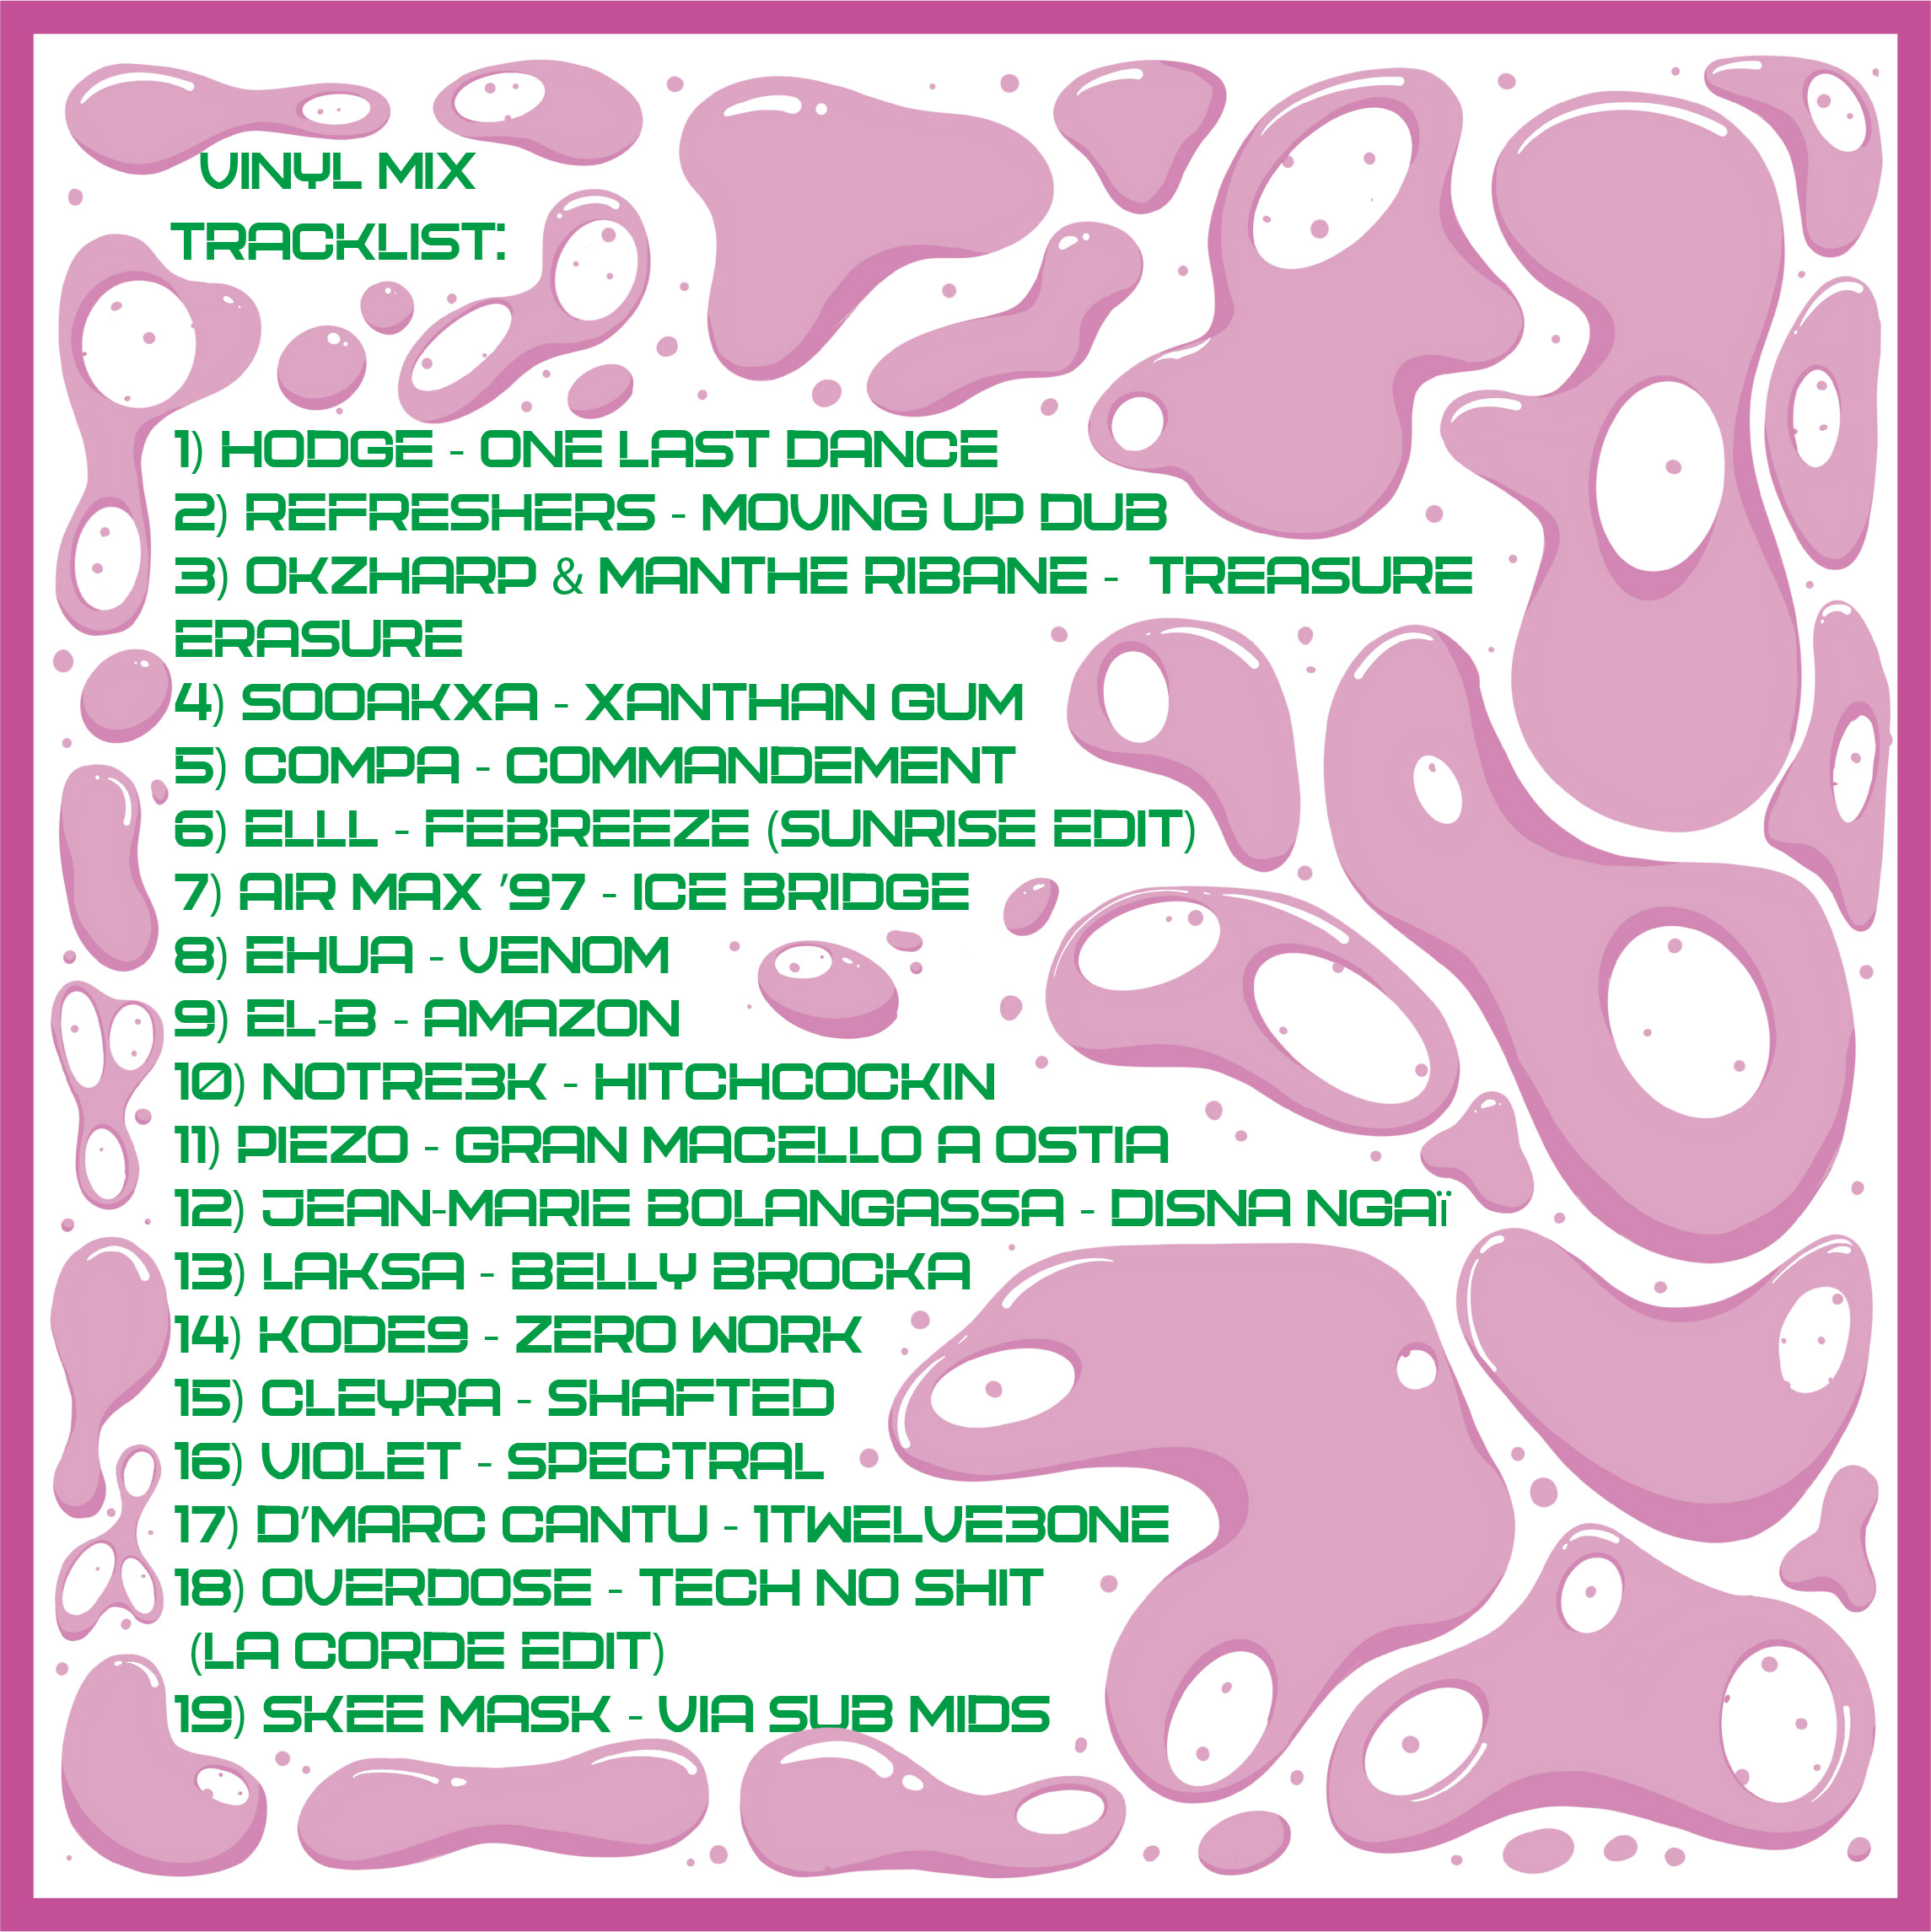 VINYL MIX
TRACKLIST:
1) HODGE - ONE LAST DANCE
2) REFRESHERS - MOVING UP DUB
3) OKZHARP & MANTHE RIBANE - TREASURE
ERASURE
4) SOOAKXA - XANTHAN GUM
5) COMPA - COMMANDEMENT
6) ELLL - FEBREEZE (SUNRISE EDIT)
7) AIR MAX '97 - ICE BRIDGE
8) EHUA - VENOM
9) EL-B - AMAZON
10) NOTRE3K - HITCHCOCKIN
11) PIEZO - GRAN MACELLO A OSTIA
12) JEAN-MARIE BOLANGASSA - DISNA NGAÏ
13) LAKSA - BELLY BROCKA
14) KODE9 - ZERO WORK
15) CLEYRA - SHAFTED
16) VIOLET - SPECTRAL
17) D'MARC CANTU - 1TWELVE3ONE
18) OVERDOSE - TECH NO SHIT
(LA CORDE EDIT)
19) SKEE MASK - VIA SUB MIDS